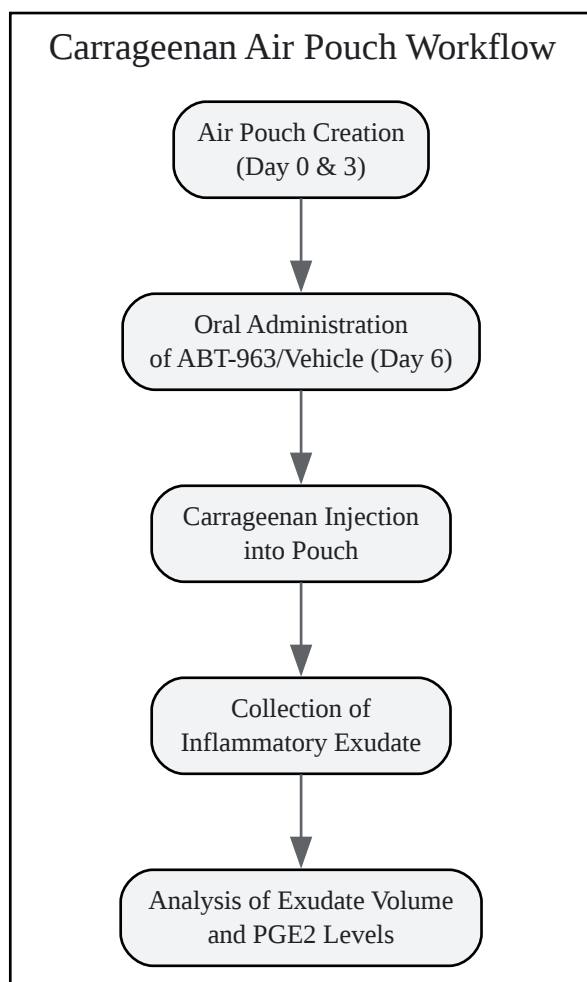 Carrageenan Air Pouch Workflow
Air Pouch Creation
(Day 0 & 3)
Oral Administration
of ABT-963/Vehicle (Day 6)
Carrageenan Injection
into Pouch
Collection of
Inflammatory Exudate
Analysis of Exudate Volume
and PGE2 Levels